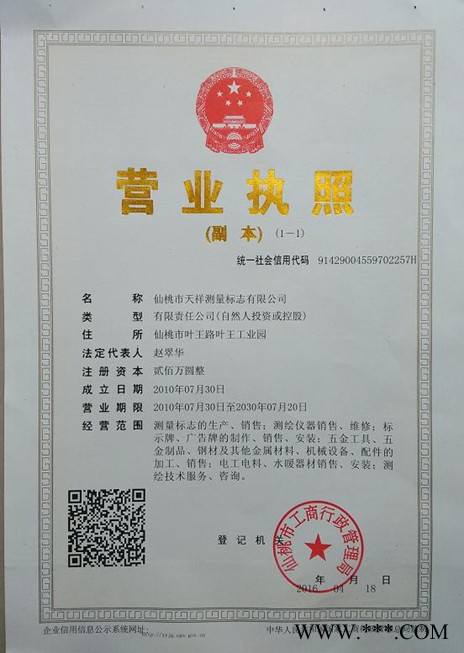 营业执照
(副 本) (1-1)
统一社会信用代码 91429004559702257H
名 称 仙桃市天祥测量标志有限公司
类 型 有限责任公司(自然人投资或控股)
住 所 仙桃市叶王路叶王工业园
法定代表人 赵翠华
注册资本 贰佰万圆整
成立日期 2010年07月30日
营业期限 2010年07月30日至2030年07月20日
经营范围 测量标志的生产、销售；测绘仪器销售、维修；标
示牌、广告牌的制作、销售、安装；五金工具、五
金制品、钢材及其他金属材料、机械设备、配件的
加工、销售；电工电料、水暖器材销售、安装；测
绘技术服务、咨询。
登记机关
仙桃市工商行政管理局
年 月 日
2016 04 18
企业信用信息公示系统网址：
WWW.***.COM